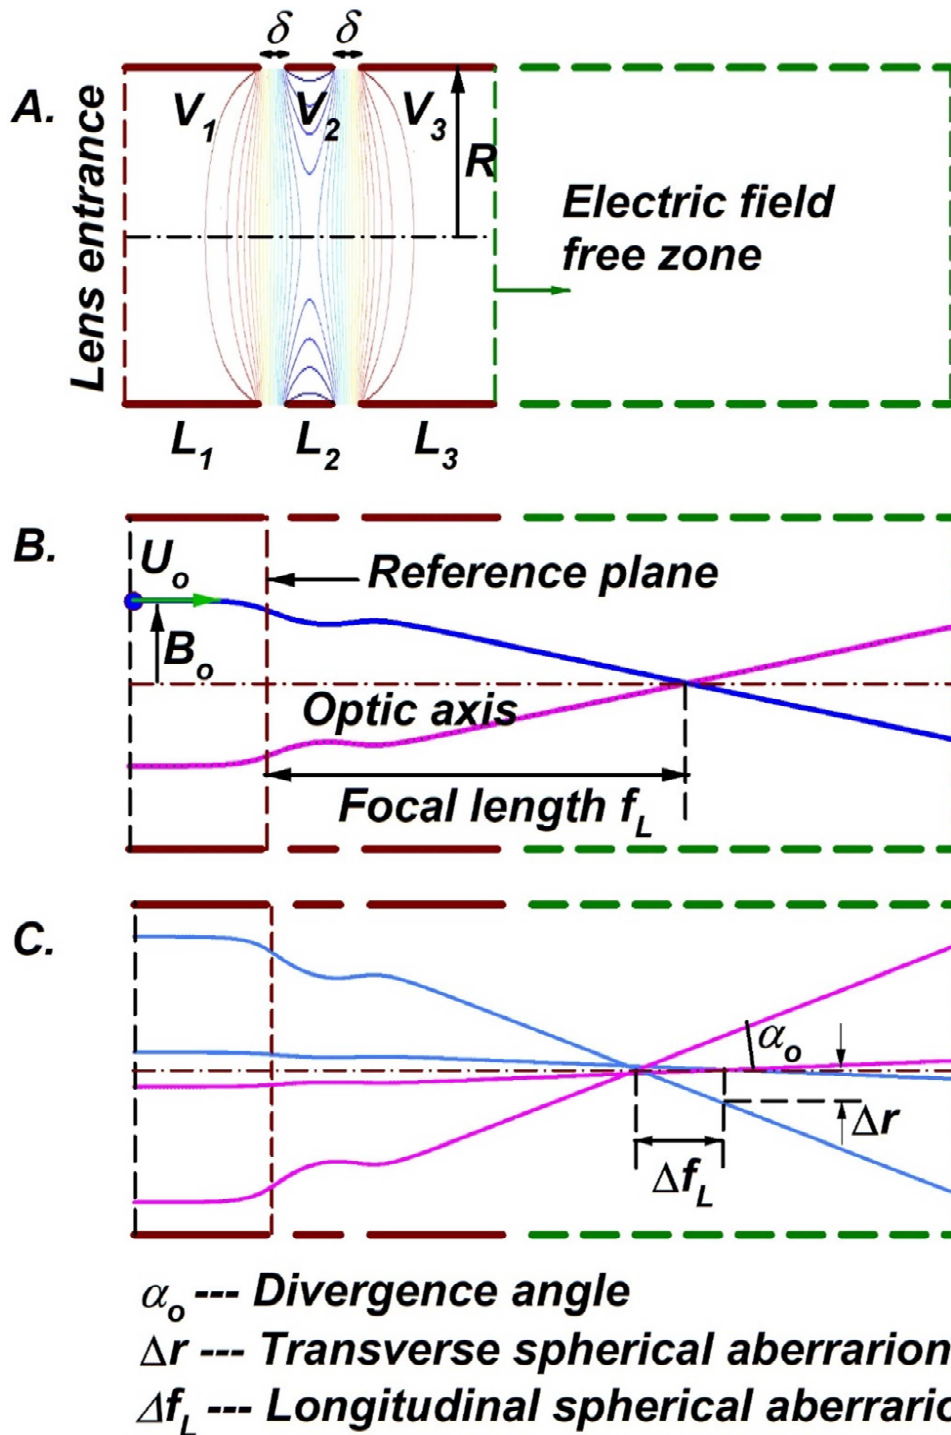 δ δ
A.
V1 V2 V3
R
Lens entrance
Electric field
free zone
L1 L2 L3
B.
Uo
Reference plane
Bo
Optic axis
Focal length fL
C.
αo
Δr
ΔfL
αo --- Divergence angle
Δr --- Transverse spherical aberrarion
ΔfL --- Longitudinal spherical aberrario